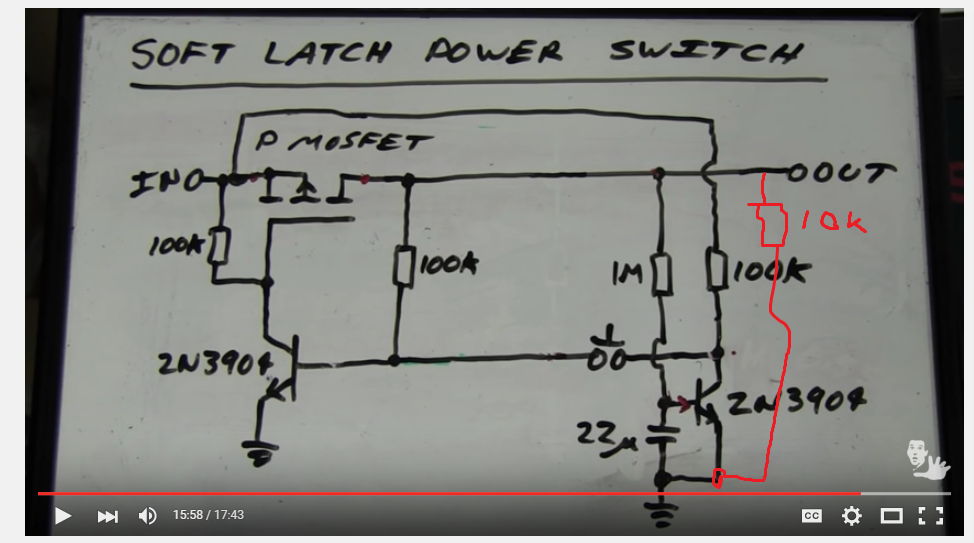 SOFT LATCH POWER SWITCH
P MOSFET
IN
OUT
100K
100K
1M
100K
10K
2N3904
2N3904
22μ
15:58 / 17:43
CC